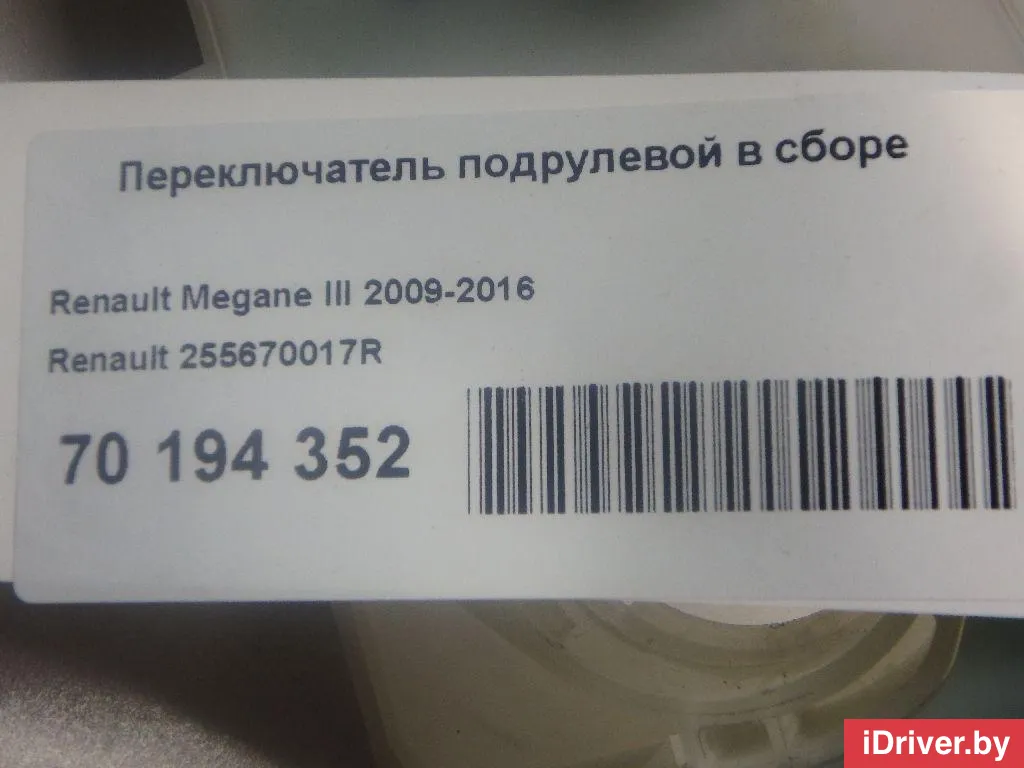 Переключатель подрулевой в сборе
Renault Megane III 2009-2016
Renault 255670017R
70 194 352
iDriver.by